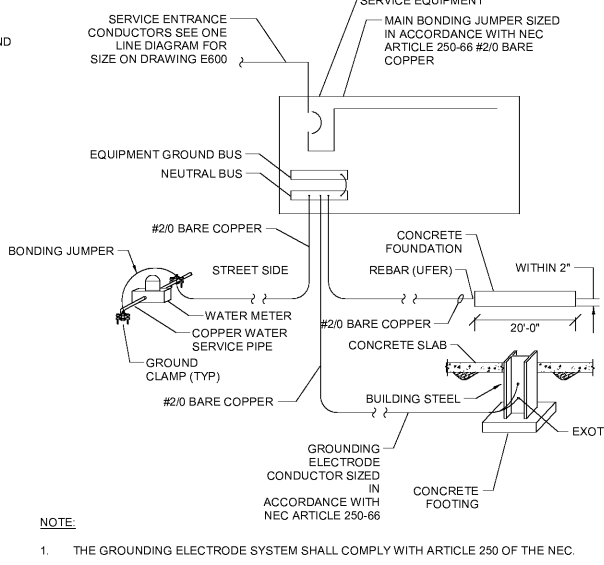 SERVICE EQUIPMENT
SERVICE ENTRANCE
CONDUCTORS SEE ONE
LINE DIAGRAM FOR
SIZE ON DRAWING E600
MAIN BONDING JUMPER SIZED
IN ACCORDANCE WITH NEC
ARTICLE 250-66 #2/0 BARE
COPPER
ND
EQUIPMENT GROUND BUS
NEUTRAL BUS
#2/0 BARE COPPER
BONDING JUMPER
STREET SIDE
WATER METER
COPPER WATER
SERVICE PIPE
GROUND
CLAMP (TYP)
CONCRETE
FOUNDATION
REBAR (UFER)
WITHIN 2"
#2/0 BARE COPPER
20'-0"
CONCRETE SLAB
#2/0 BARE COPPER
BUILDING STEEL
EXOT
GROUNDING
ELECTRODE
CONDUCTOR SIZED
IN
ACCORDANCE WITH
NEC ARTICLE 250-66
CONCRETE
FOOTING
NOTE:
1. THE GROUNDING ELECTRODE SYSTEM SHALL COMPLY WITH ARTICLE 250 OF THE NEC.